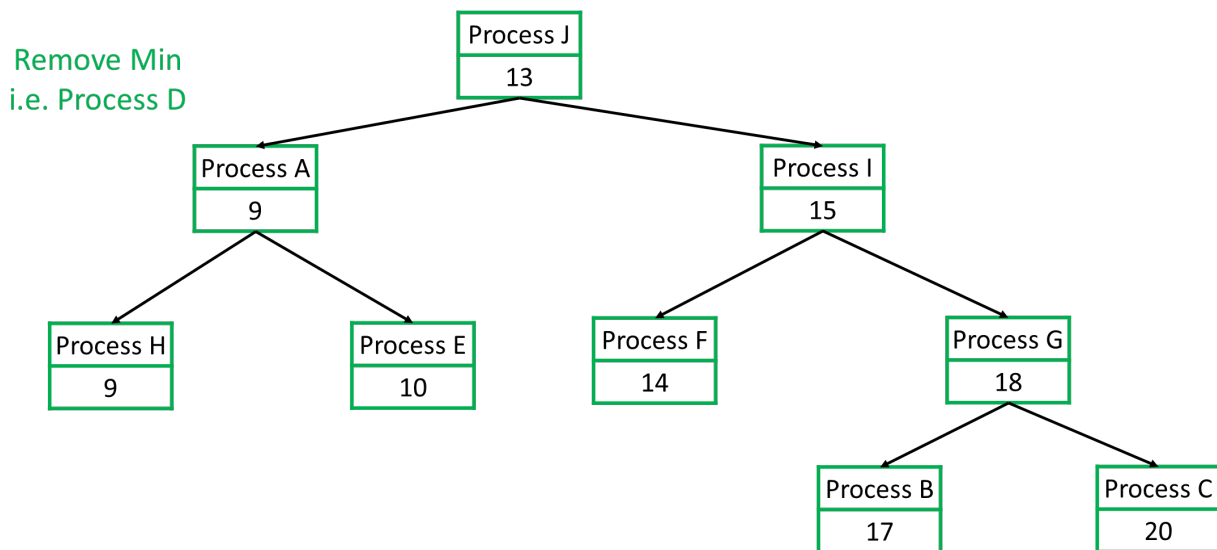 Remove Min
i.e. Process D
Process J
13
Process A
9
Process I
15
Process H
9
Process E
10
Process F
14
Process G
18
Process B
17
Process C
20